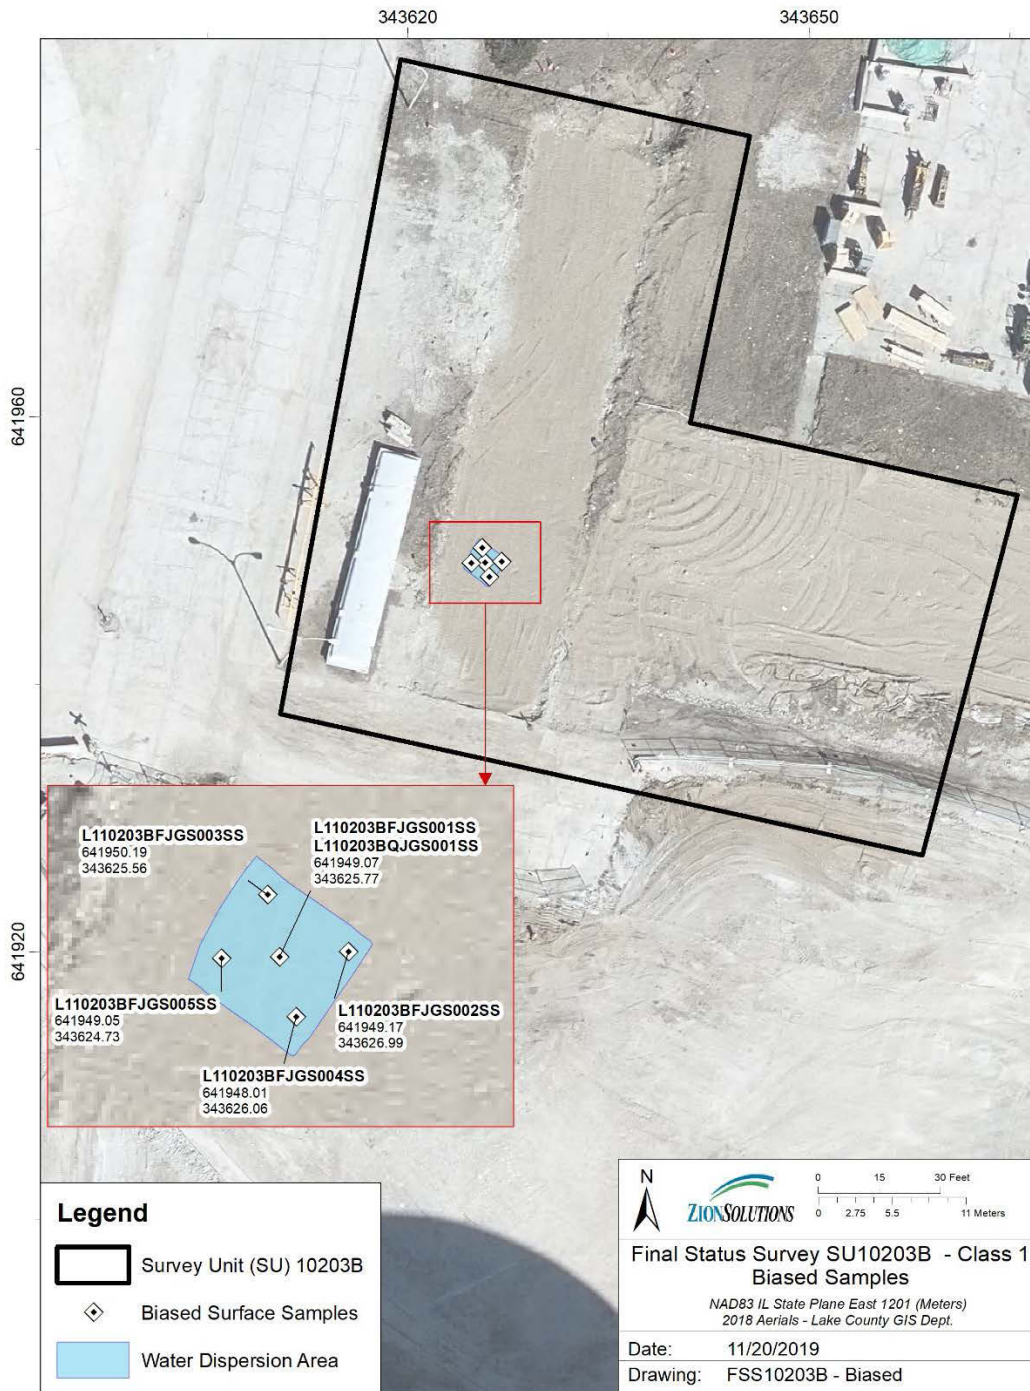 343620
343650
641960
641920
L110203BFJGS003SS
641950.19
343625.56
L110203BFJGS001SS
L110203BQJGS001SS
641949.07
343625.77
L110203BFJGS005SS
641949.05
343624.73
L110203BFJGS002SS
641949.17
343626.99
L110203BFJGS004SS
641948.01
343626.06
Legend
Survey Unit (SU) 10203B
Biased Surface Samples
Water Dispersion Area
N
ZIONSOLUTIONS
0 15 30 Feet
0 2.75 5.5 11 Meters
Final Status Survey SU10203B - Class 1
Biased Samples
NAD83 IL State Plane East 1201 (Meters)
2018 Aerials - Lake County GIS Dept.
Date: 11/20/2019
Drawing: FSS10203B - Biased